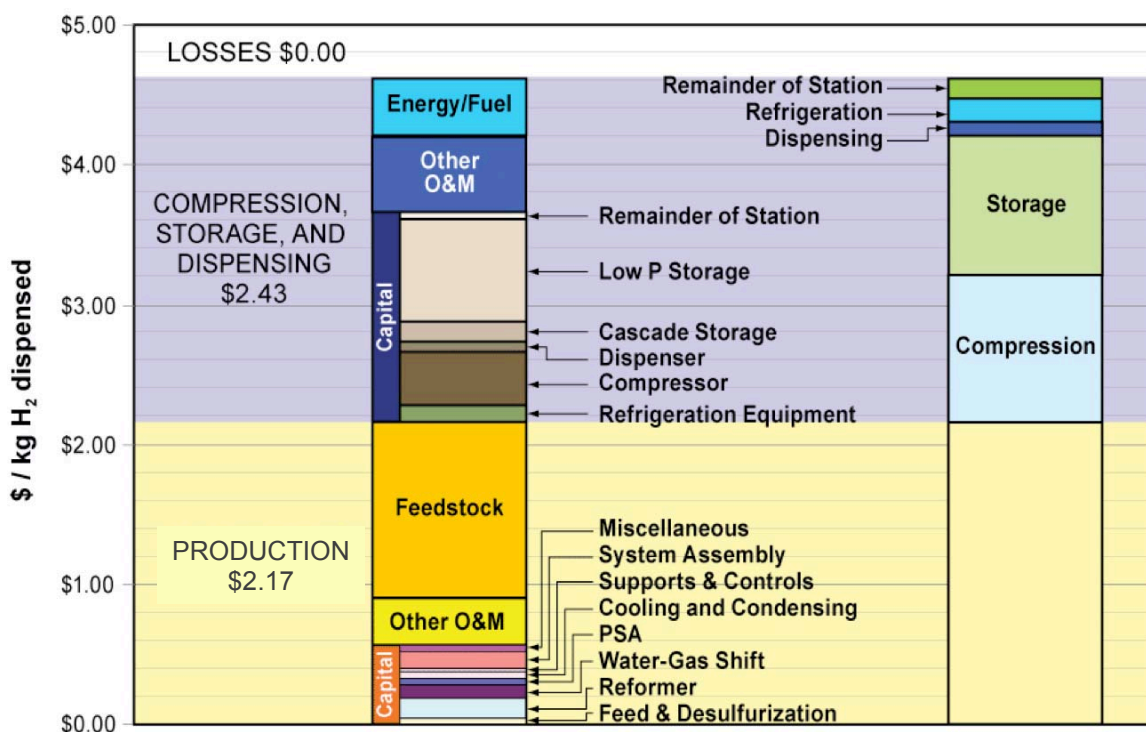 $5.00
LOSSES $0.00
Energy/Fuel
Remainder of Station
Refrigeration
Dispensing
$4.00
Other
O&M
COMPRESSION,
STORAGE, AND
DISPENSING
$2.43
Storage
Remainder of Station
Low P Storage
$3.00
Capital
Cascade Storage
Dispenser
Compressor
Refrigeration Equipment
Compression
$ / kg H₂ dispensed
$2.00
Feedstock
PRODUCTION
$2.17
Miscellaneous
System Assembly
Supports & Controls
Cooling and Condensing
PSA
Water-Gas Shift
Reformer
Feed & Desulfurization
$1.00
Other O&M
Capital
$0.00